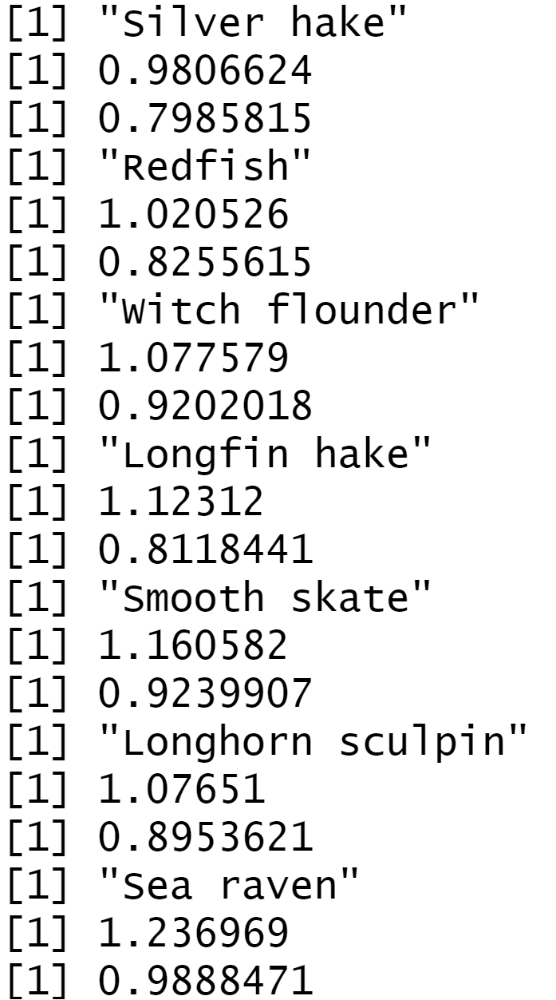 [1] "Silver hake"
[1] 0.9806624
[1] 0.7985815
[1] "Redfish"
[1] 1.020526
[1] 0.8255615
[1] "Witch flounder"
[1] 1.077579
[1] 0.9202018
[1] "Longfin hake"
[1] 1.12312
[1] 0.8118441
[1] "Smooth skate"
[1] 1.160582
[1] 0.9239907
[1] "Longhorn sculpin"
[1] 1.07651
[1] 0.8953621
[1] "Sea raven"
[1] 1.236969
[1] 0.9888471